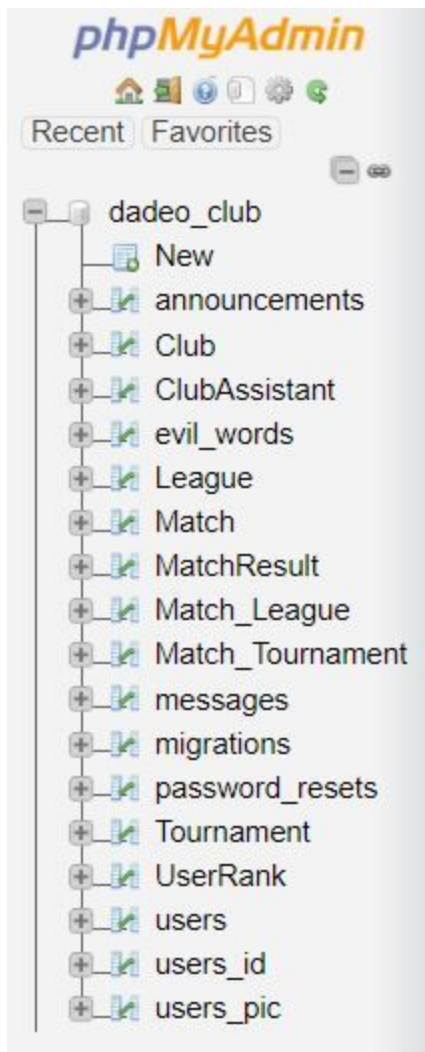 phpMyAdmin
Recent Favorites
dadeo_club
New
announcements
Club
ClubAssistant
evil_words
League
Match
MatchResult
Match_League
Match_Tournament
messages
migrations
password_resets
Tournament
UserRank
users
users_id
users_pic